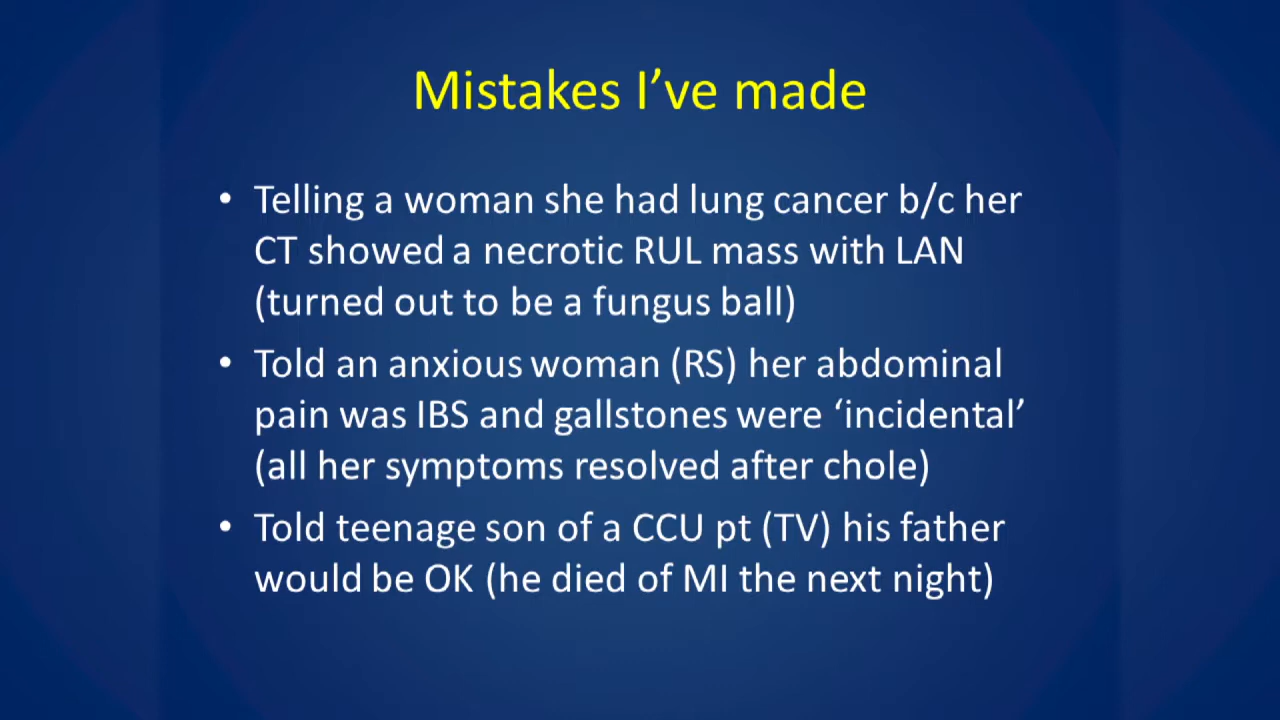 Mistakes I’ve made
• Telling a woman she had lung cancer b/c her
CT showed a necrotic RUL mass with LAN
(turned out to be a fungus ball)
• Told an anxious woman (RS) her abdominal
pain was IBS and gallstones were ‘incidental’
(all her symptoms resolved after chole)
• Told teenage son of a CCU pt (TV) his father
would be OK (he died of MI the next night)